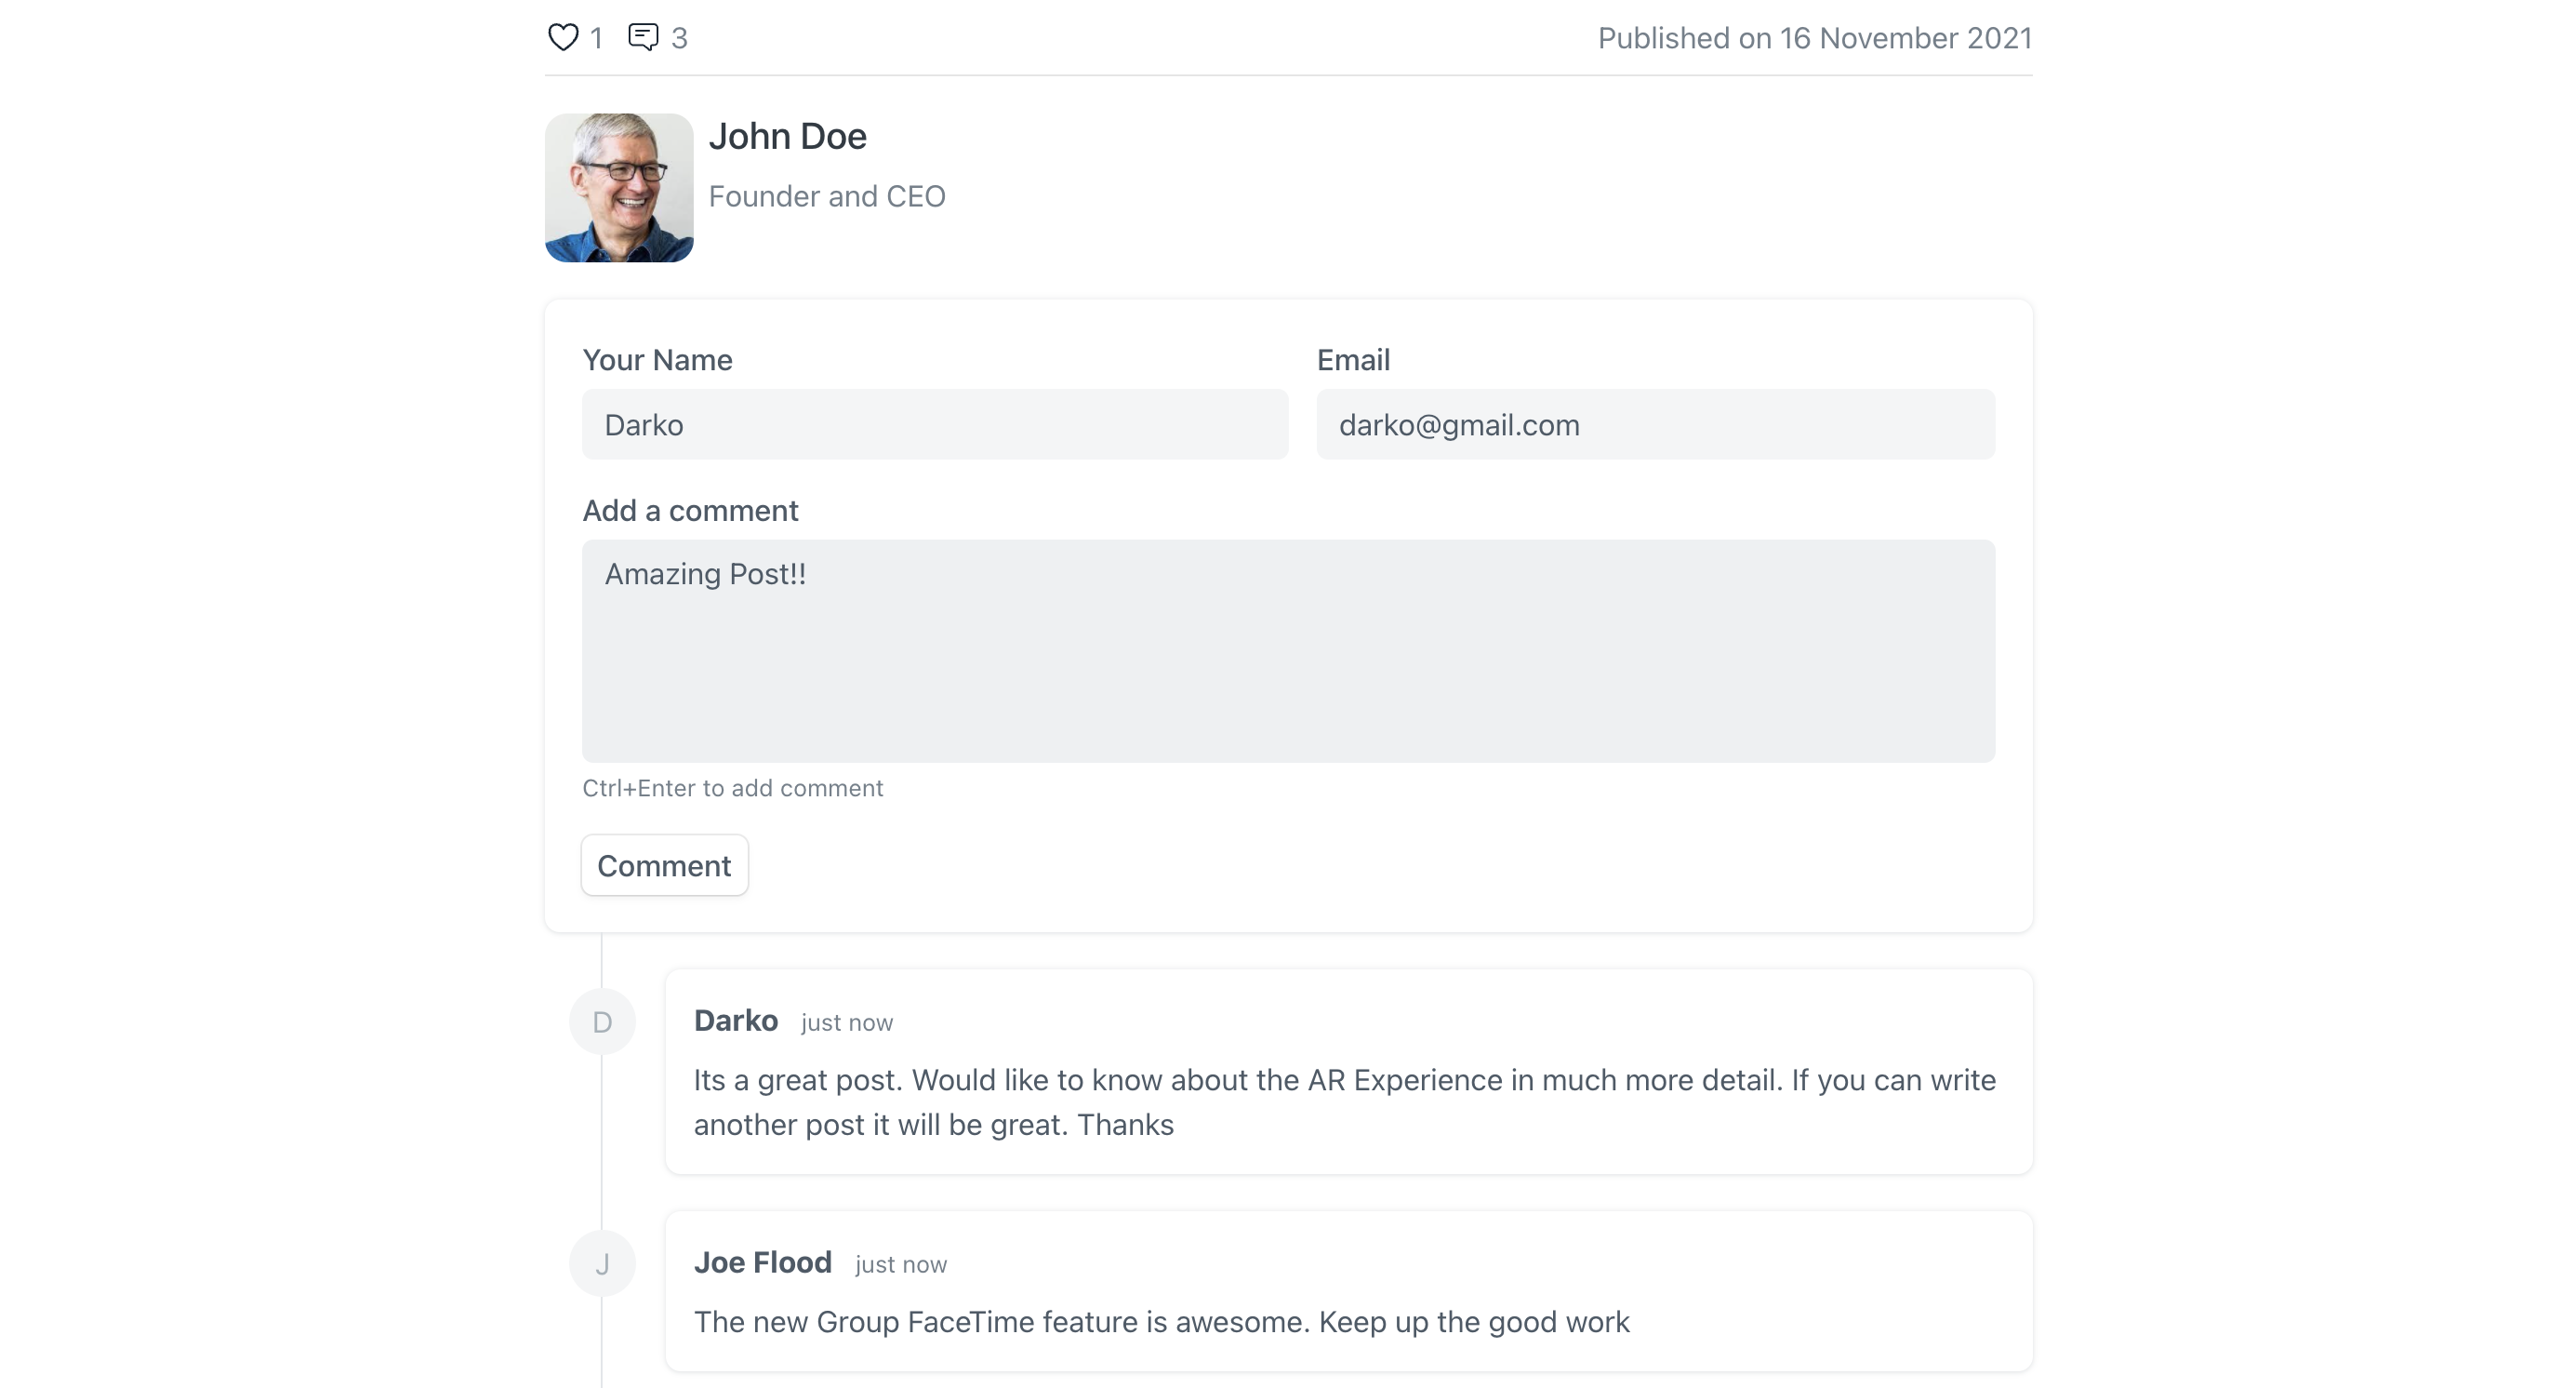 1 3 Published on 16 November 2021
John Doe
Founder and CEO
Your Name Email
Darko darko@gmail.com
Add a comment
Amazing Post!!
Ctrl+Enter to add comment
Comment
D
Darko just now
Its a great post. Would like to know about the AR Experience in much more detail. If you can write
another post it will be great. Thanks
J
Joe Flood just now
The new Group FaceTime feature is awesome. Keep up the good work